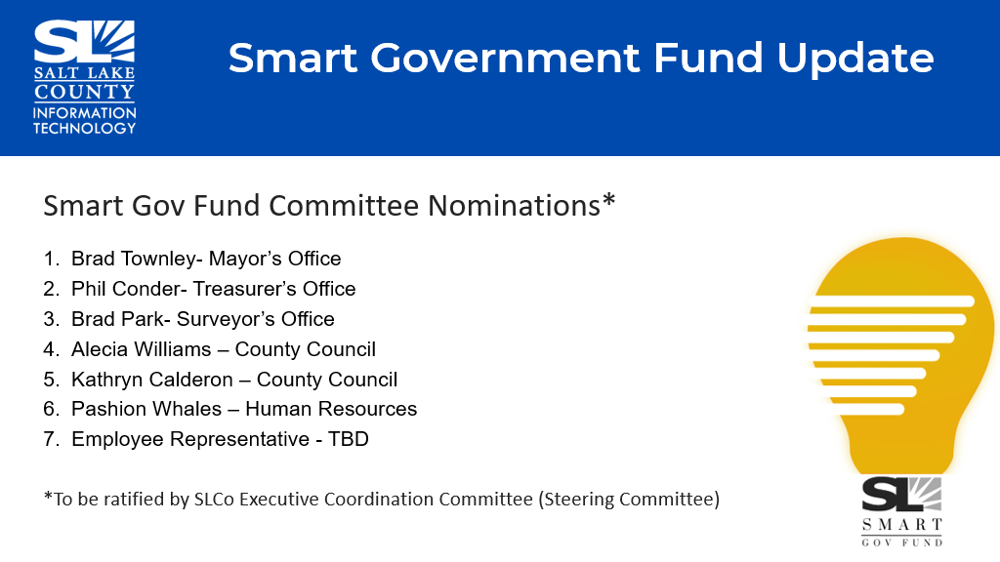 SL
SALT LAKE
COUNTY
INFORMATION
TECHNOLOGY
Smart Government Fund Update
Smart Gov Fund Committee Nominations*
1. Brad Townley- Mayor’s Office
2. Phil Conder- Treasurer’s Office
3. Brad Park- Surveyor’s Office
4. Alecia Williams – County Council
5. Kathryn Calderon – County Council
6. Pashion Whales – Human Resources
7. Employee Representative - TBD
*To be ratified by SLCo Executive Coordination Committee (Steering Committee)
SL
SMART
GOV FUND